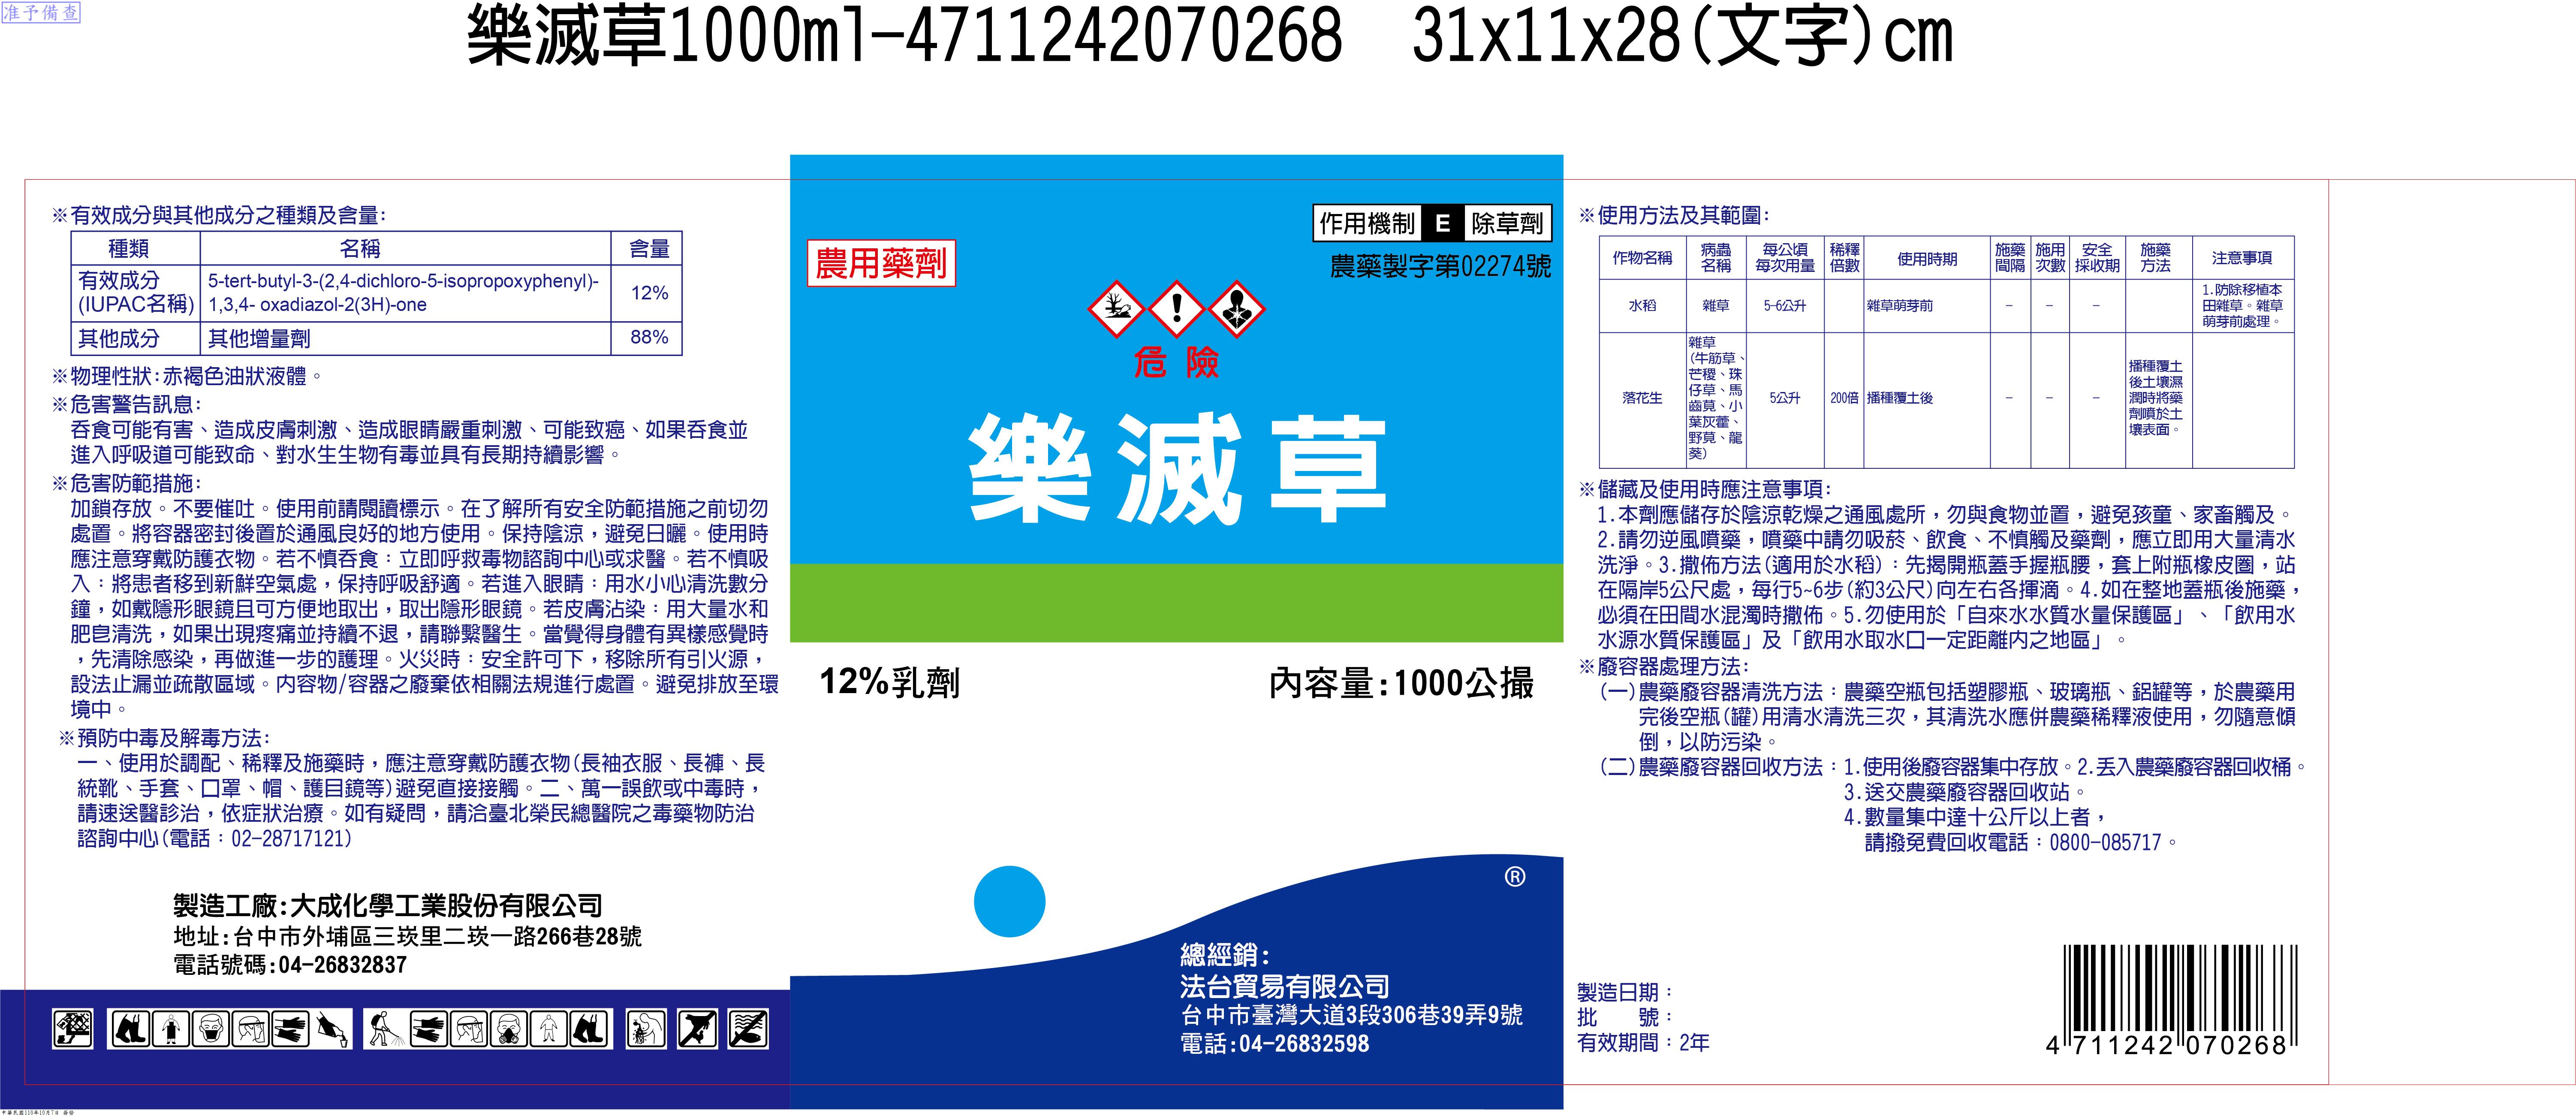 准予備查
樂滅草1000ml-4711242070268 31x11x28(文字)cm
※有效成分與其他成分之種類及含量:
種類 名稱 含量
有效成分 (IUPAC名稱) 5-tert-butyl-3-(2,4-dichloro-5-isopropoxyphenyl)-
1,3,4- oxadiazol-2(3H)-one 12%
其他成分 其他增量劑 88%
※物理性狀:赤褐色油狀液體。
※危害警告訊息:
吞食可能有害、造成皮膚刺激、造成眼睛嚴重刺激、可能致癌、如果吞食並
進入呼吸道可能致命、對水生生物有毒並具有長期持續影響。
※危害防範措施:
加鎖存放。不要催吐。使用前請閱讀標示。在了解所有安全防範措施之前切勿
處置。將容器密封後置於通風良好的地方使用。保持陰涼，避免日曬。使用時
應注意穿戴防護衣物。若不慎吞食：立即呼救毒物諮詢中心或求醫。若不慎吸
入：將患者移到新鮮空氣處，保持呼吸舒適。若進入眼睛：用水小心清洗數分
鐘，如戴隱形眼鏡且可方便地取出，取出隱形眼鏡。若皮膚沾染：用大量水和
肥皂清洗，如果出現疼痛並持續不退，請聯繫醫生。當覺得身體有異樣感覺時
，先清除感染，再做進一步的護理。火災時：安全許可下，移除所有引火源，
設法止漏並疏散區域。內容物/容器之廢棄依相關法規進行處置。避免排放至環
境中。
※預防中毒及解毒方法:
一、使用於調配、稀釋及施藥時，應注意穿戴防護衣物(長袖衣服、長褲、長
統靴、手套、口罩、帽、護目鏡等)避免直接接觸。二、萬一誤飲或中毒時，
請速送醫診治，依症狀治療。如有疑問，請洽臺北榮民總醫院之毒藥物防治
諮詢中心(電話：02-28717121)
製造工廠:大成化學工業股份有限公司
地址:台中市外埔區三崁里二崁一路266巷28號
電話號碼:04-26832837
作用機制 E 除草劑
農用藥劑
農藥製字第02274號
危險
樂滅草
12%乳劑 內容量:1000公撮
®
總經銷:
法台貿易有限公司
台中市臺灣大道3段306巷39弄9號
電話:04-26832598
※使用方法及其範圍:
作物名稱 病蟲名稱 每公頃每次用量 稀釋倍數 使用時期 施藥間隔 施用次數 安全採收期 施藥方法 注意事項
水稻 雜草 5-6公升 雜草萌芽前 － － － 1.防除移植本田雜草。雜草萌芽前處理。
落花生 雜草(牛筋草、芒稷、珠仔草、馬齒莧、小葉灰藿、野莧、龍葵) 5公升 200倍 播種覆土後 － － － 播種覆土後土壤濕潤時將藥劑噴於土壤表面。
※儲藏及使用時應注意事項:
1.本劑應儲存於陰涼乾燥之通風處所，勿與食物並置，避免孩童、家畜觸及。
2.請勿逆風噴藥，噴藥中請勿吸菸、飲食、不慎觸及藥劑，應立即用大量清水
洗淨。3.撒佈方法(適用於水稻)：先揭開瓶蓋手握瓶腰，套上附瓶橡皮圈，站
在隔岸5公尺處，每行5~6步(約3公尺)向左右各揮滴。4.如在整地蓋瓶後施藥，
必須在田間水混濁時撒佈。5.勿使用於「自來水水質水量保護區」、「飲用水
水源水質保護區」及「飲用水取水口一定距離內之地區」。
※廢容器處理方法:
(一)農藥廢容器清洗方法：農藥空瓶包括塑膠瓶、玻璃瓶、鋁罐等，於農藥用
完後空瓶(罐)用清水清洗三次，其清洗水應併農藥稀釋液使用，勿隨意傾
倒，以防污染。
(二)農藥廢容器回收方法：1.使用後廢容器集中存放。2.丟入農藥廢容器回收桶。
3.送交農藥廢容器回收站。
4.數量集中達十公斤以上者，
請撥免費回收電話：0800-085717。
製造日期：
批　號：
有效期間：2年
4 711242 070268
中華民國110年10月7日 簽發